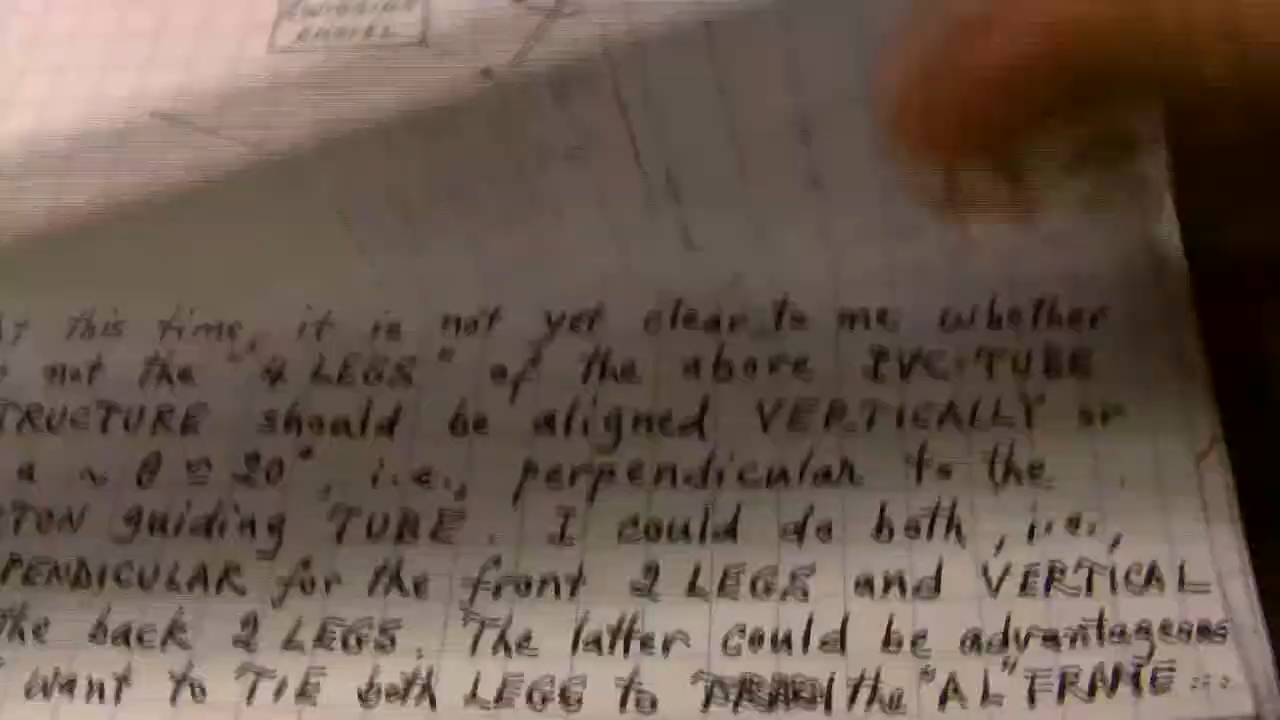 this time, it is not yet clear to me whether
not the "4 LEGS" of the above PVC-TUBE
TRUCTURE should be aligned VERTICALLY or
a ~ θ ≅ 20°, i.e., perpendicular to the
TON guiding TUBE. I could do both, i.e.,
PENDICULAR for the front 2 LEGS and VERTICAL
the back 2 LEGS. The latter could be advantageous
want to TIE both LEGS to the "AL"